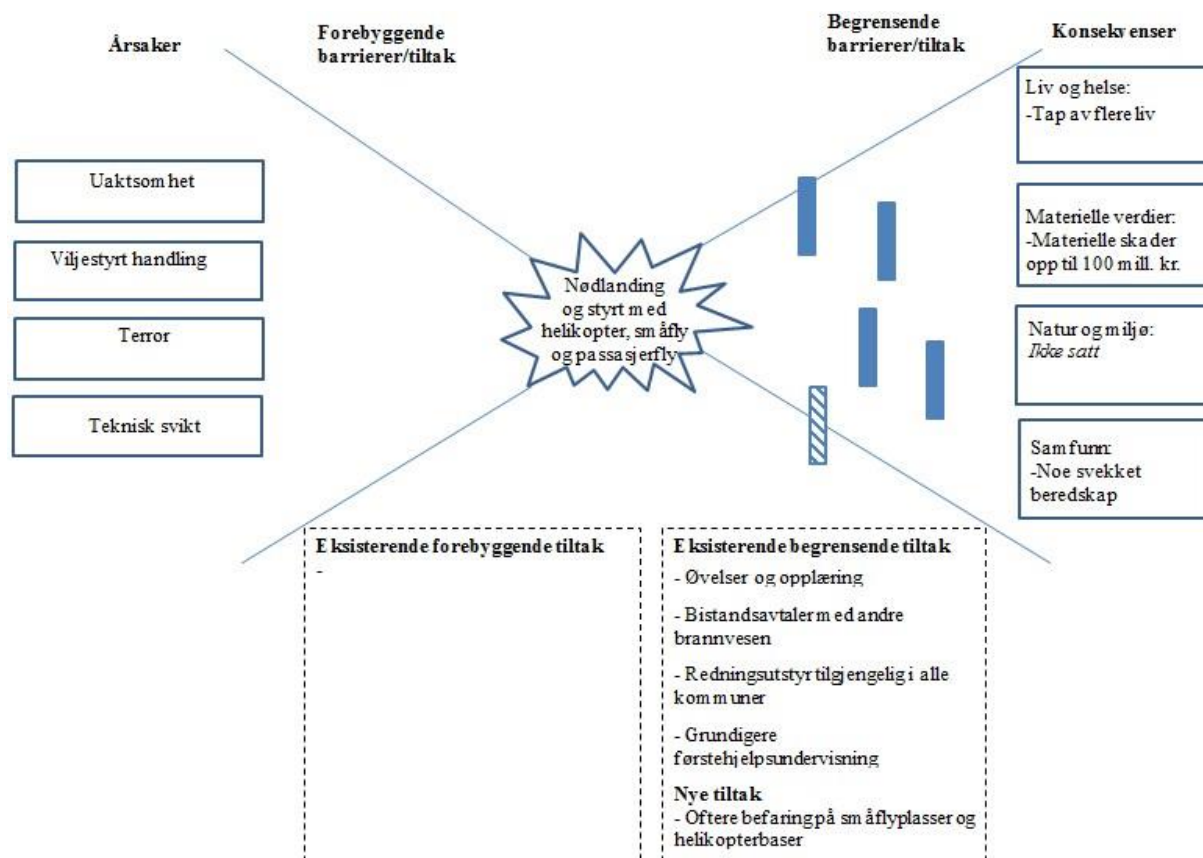 Årsaker
Forebyggende
barrierer/tiltak
Begrensende
barrierer/tiltak
Konsekvenser
Uaktsomhet
Viljestyrt handling
Terror
Teknisk svikt
Nødlanding
og styrt med
helikopter, småfly
og passasjerfly
Liv og helse:
-Tap av flere liv
Materielle verdier:
-Materielle skader
opp til 100 mill. kr.
Natur og miljø:
Ikke satt
Samfunn:
-Noe svekket
beredskap
Eksisterende forebyggende tiltak
-
Eksisterende begrensende tiltak
- Øvelser og opplæring
- Bistandsavtaler med andre
brannvesen
- Redningsutstyr tilgjengelig i alle
kommuner
- Grundigere
førstehjelpsundervisning
Nye tiltak
- Oftere befaring på småflyplasser og
helikopterbaser